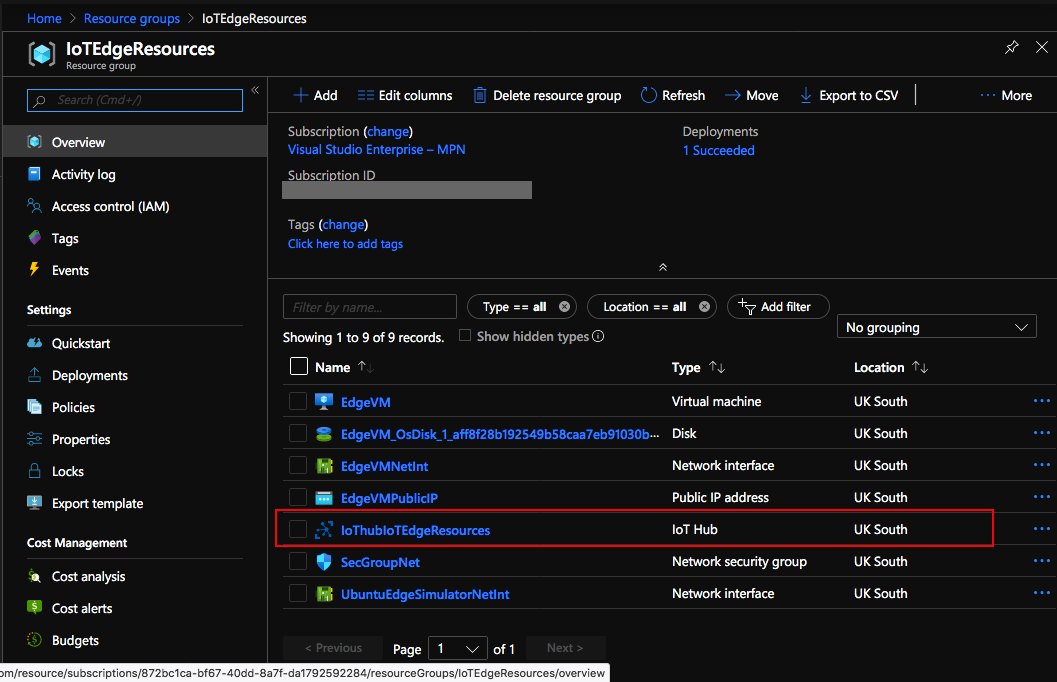 Home > Resource groups > IoTEdgeResources
IoTEdgeResources
Resource group
Search (Cmd+/)
«
Add
Edit columns
Delete resource group
Refresh
Move
Export to CSV
··· More
Overview
Activity log
Access control (IAM)
Tags
Events
Settings
Quickstart
Deployments
Policies
Properties
Locks
Export template
Cost Management
Cost analysis
Cost alerts
Budgets
Subscription (change)
Visual Studio Enterprise – MPN
Subscription ID
Deployments
1 Succeeded
Tags (change)
Click here to add tags
Filter by name...
Type == all
Location == all
Add filter
Showing 1 to 9 of 9 records.
Show hidden types
No grouping
Name Type Location
EdgeVM Virtual machine UK South ···
EdgeVM_OsDisk_1_aff8f28b192549b58caa7eb91030b... Disk UK South ···
EdgeVMNetInt Network interface UK South ···
EdgeVMPublicIP Public IP address UK South ···
IoThubIoTEdgeResources IoT Hub UK South ···
SecGroupNet Network security group UK South ···
UbuntuEdgeSimulatorNetInt Network interface UK South ···
< Previous Page 1 of 1 Next >
om/resource/subscriptions/872bc1ca-bf67-40dd-8a7f-da1792592284/resourceGroups/IoTEdgeResources/overview